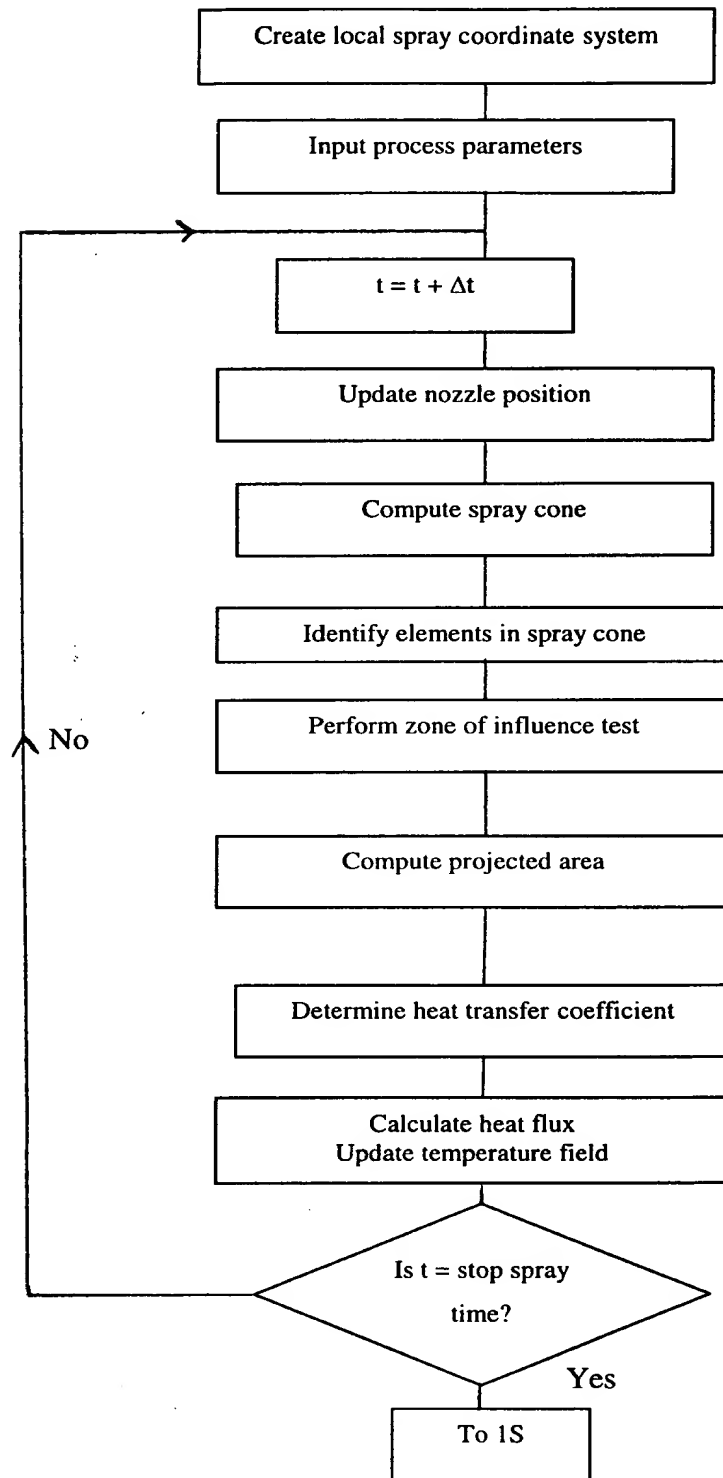 Create local spray coordinate system
Input process parameters
t = t + Δt
Update nozzle position
Compute spray cone
Identify elements in spray cone
Perform zone of influence test
No
Compute projected area
Determine heat transfer coefficient
Calculate heat flux
Update temperature field
Is t = stop spray
time?
Yes
To 1S